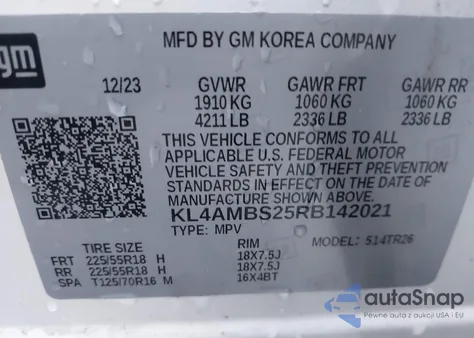 gm
MFD BY GM KOREA COMPANY
12/23 GVWR GAWR FRT GAWR RR
1910 KG 1060 KG 1060 KG
4211 LB 2336 LB 2336 LB
THIS VEHICLE CONFORMS TO ALL
APPLICABLE U.S. FEDERAL MOTOR
VEHICLE SAFETY AND THEFT PREVENTION
STANDARDS IN EFFECT ON THE DATE OF
MANUFACTURE SHOWN ABOVE.
KL4AMBS25RB142021
TYPE: MPV MODEL: 514TR26
TIRE SIZE RIM
FRT 225/55R18 H 18X7.5J
RR 225/55R18 H 18X7.5J
SPA T125/70R16 M 16X4BT
autoSnap
Pewne auta z dostępem z USA i EU